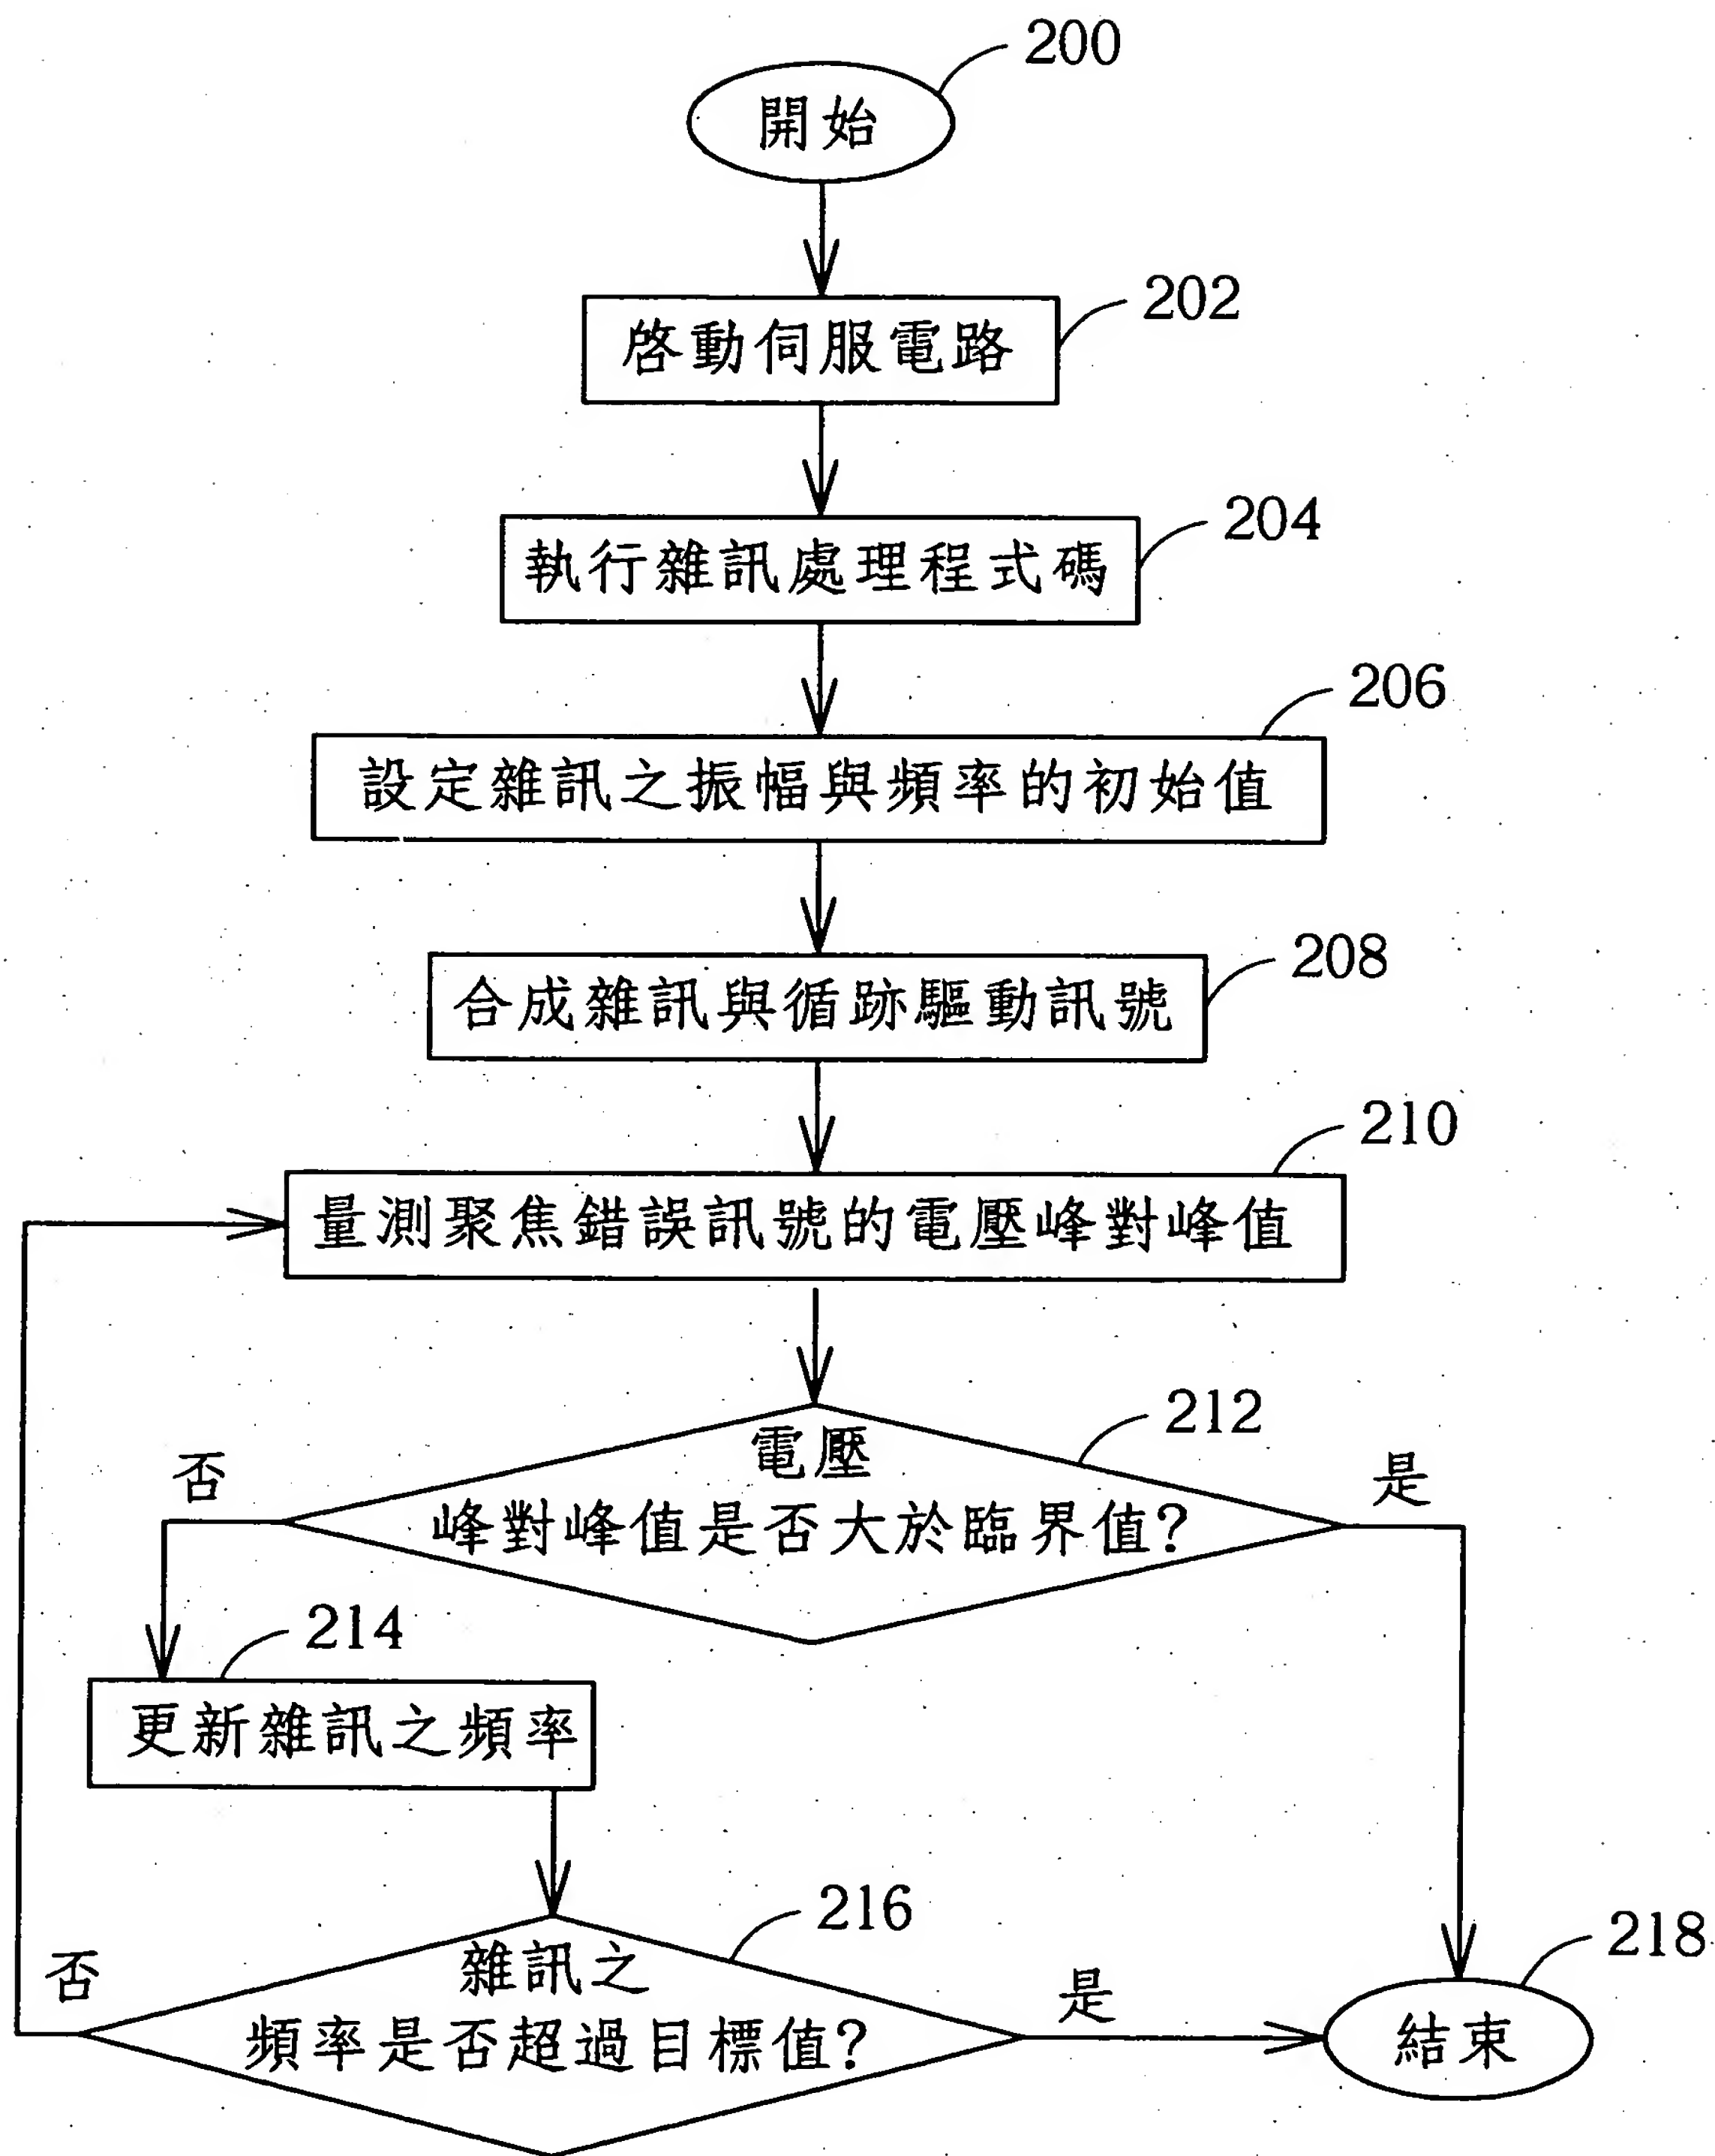 200
開始
202
啓動伺服電路
204
執行雜訊處理程式碼
206
設定雜訊之振幅與頻率的初始值
208
合成雜訊與循跡驅動訊號
210
量測聚焦錯誤訊號的電壓峰對峰值
212
否
電壓
是
峰對峰值是否大於臨界值?
214
更新雜訊之頻率
216
218
否
雜訊之
是
頻率是否超過目標值?
結束